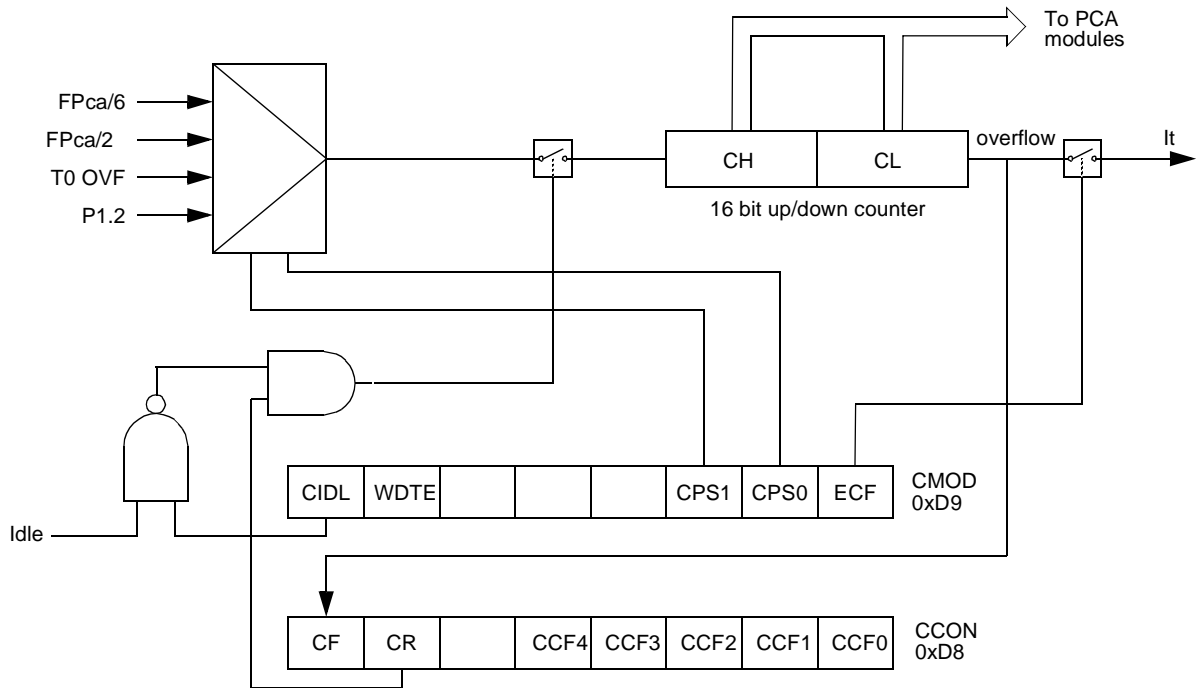 To PCA
modules
FPca/6
FPca/2
T0 OVF
P1.2
CH
CL
overflow
It
16 bit up/down counter
CIDL
WDTE
CPS1
CPS0
ECF
CMOD
0xD9
Idle
CF
CR
CCF4
CCF3
CCF2
CCF1
CCF0
CCON
0xD8